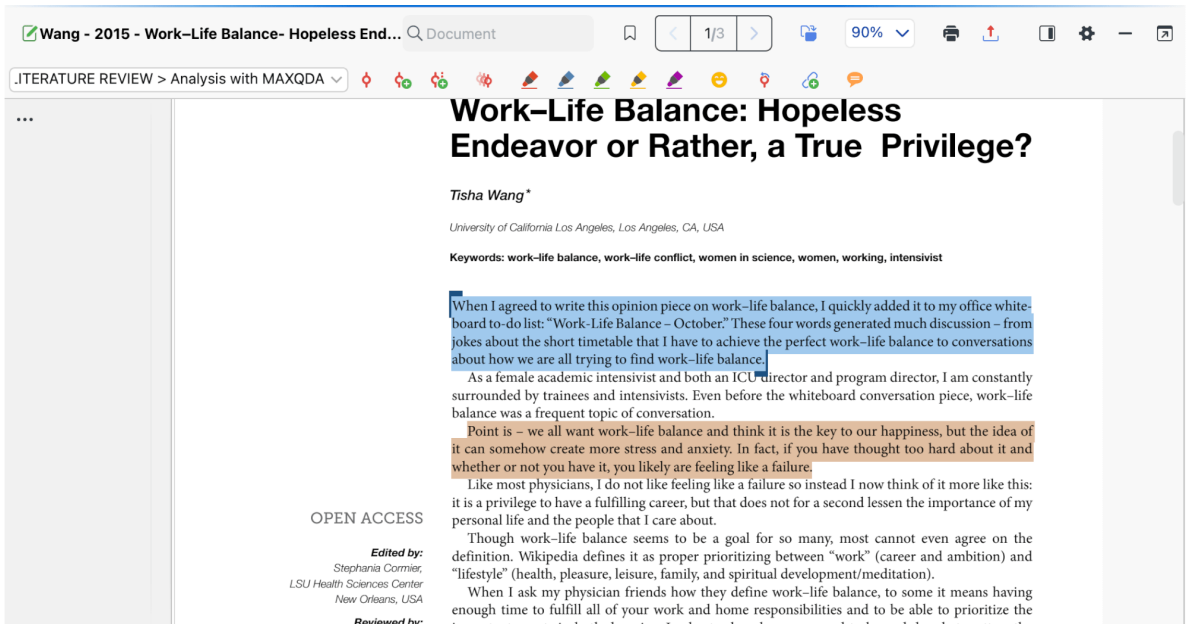 Wang - 2015 - Work–Life Balance- Hopeless End...
Document
1/3
90%
.ITERATURE REVIEW > Analysis with MAXQDA
Work–Life Balance: Hopeless
Endeavor or Rather, a True Privilege?
Tisha Wang*
University of California Los Angeles, Los Angeles, CA, USA
Keywords: work–life balance, work–life conflict, women in science, women, working, intensivist
When I agreed to write this opinion piece on work–life balance, I quickly added it to my office white-
board to-do list: “Work-Life Balance – October.” These four words generated much discussion – from
jokes about the short timetable that I have to achieve the perfect work–life balance to conversations
about how we are all trying to find work–life balance.
As a female academic intensivist and both an ICU director and program director, I am constantly
surrounded by trainees and intensivists. Even before the whiteboard conversation piece, work–life
balance was a frequent topic of conversation.
Point is – we all want work–life balance and think it is the key to our happiness, but the idea of
it can somehow create more stress and anxiety. In fact, if you have thought too hard about it and
whether or not you have it, you likely are feeling like a failure.
Like most physicians, I do not like feeling like a failure so instead I now think of it more like this:
it is a privilege to have a fulfilling career, but that does not for a second lessen the importance of my
personal life and the people that I care about.
Though work–life balance seems to be a goal for so many, most cannot even agree on the
definition. Wikipedia defines it as proper prioritizing between “work” (career and ambition) and
“lifestyle” (health, pleasure, leisure, family, and spiritual development/meditation).
When I ask my physician friends how they define work–life balance, to some it means having
enough time to fulfill all of your work and home responsibilities and to be able to prioritize the
OPEN ACCESS
Edited by:
Stephania Cormier,
LSU Health Sciences Center
New Orleans, USA
Reviewed by: